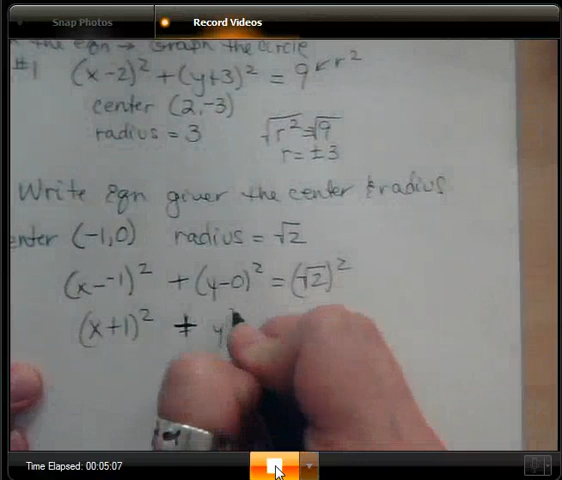 Snap Photos
Record Videos
the eqn → Graph the circle
#1 (x-2)² + (y+3)² = 9 ← r²
center (2,-3)
radius = 3 √r² = √9
r = ±3
Write Eqn given the center & radius
enter (-1,0) radius = √2
(x--1)² + (y-0)² = (√2)²
(x+1)² + y
Time Elapsed: 00:05:07